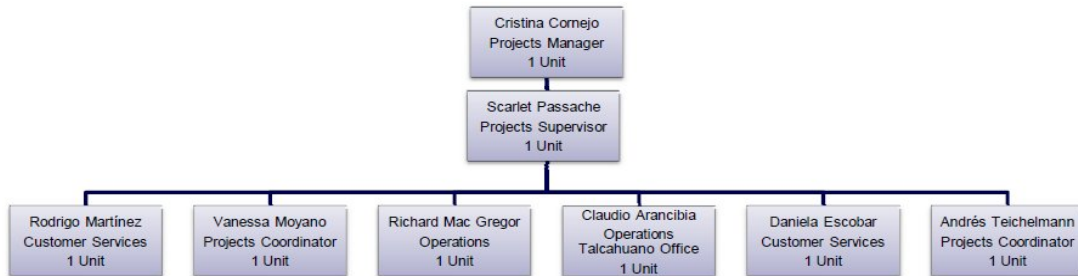 Cristina Cornejo
Projects Manager
1 Unit
Scarlet Passache
Projects Supervisor
1 Unit
Rodrigo Martínez
Customer Services
1 Unit
Vanessa Moyano
Projects Coordinator
1 Unit
Richard Mac Gregor
Operations
1 Unit
Claudio Arancibia
Operations
Talcahuano Office
1 Unit
Daniela Escobar
Customer Services
1 Unit
Andrés Teichelmann
Projects Coordinator
1 Unit